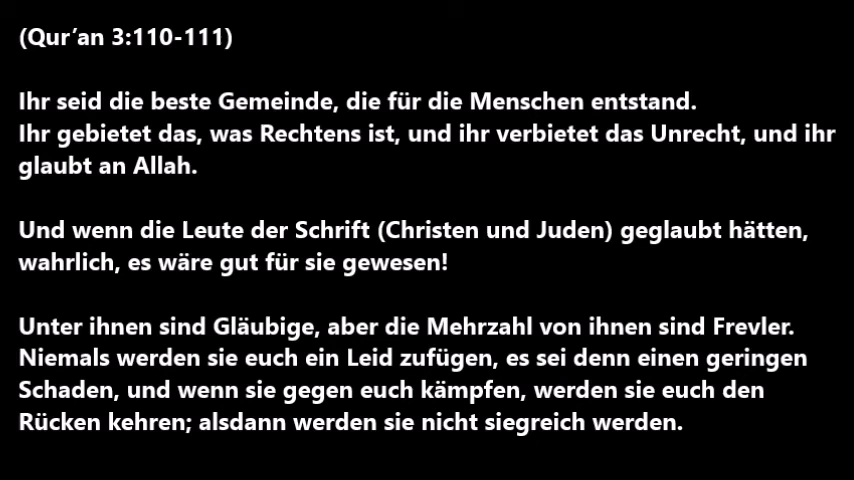 (Qur’an 3:110-111)
Ihr seid die beste Gemeinde, die für die Menschen entstand.
Ihr gebietet das, was Rechtens ist, und ihr verbietet das Unrecht, und ihr
glaubt an Allah.
Und wenn die Leute der Schrift (Christen und Juden) geglaubt hätten,
wahrlich, es wäre gut für sie gewesen!
Unter ihnen sind Gläubige, aber die Mehrzahl von ihnen sind Frevler.
Niemals werden sie euch ein Leid zufügen, es sei denn einen geringen
Schaden, und wenn sie gegen euch kämpfen, werden sie euch den
Rücken kehren; alsdann werden sie nicht siegreich werden.